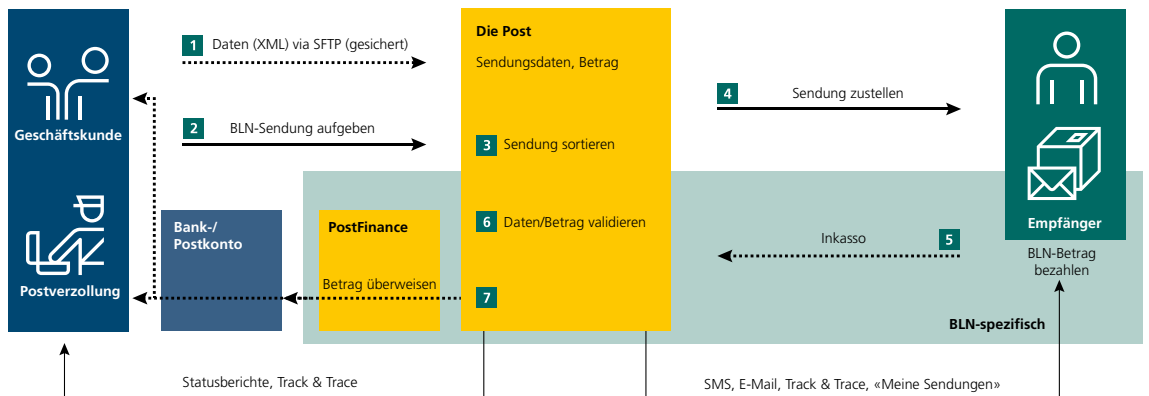 Geschäftskunde
Postverzollung
1 Daten (XML) via SFTP (gesichert)
2 BLN-Sendung aufgeben
Bank-/
Postkonto
PostFinance
Betrag überweisen
Die Post
Sendungsdaten, Betrag
3 Sendung sortieren
6 Daten/Betrag validieren
7
4 Sendung zustellen
Inkasso 5
Empfänger
BLN-Betrag
bezahlen
BLN-spezifisch
Statusberichte, Track & Trace
SMS, E-Mail, Track & Trace, «Meine Sendungen»